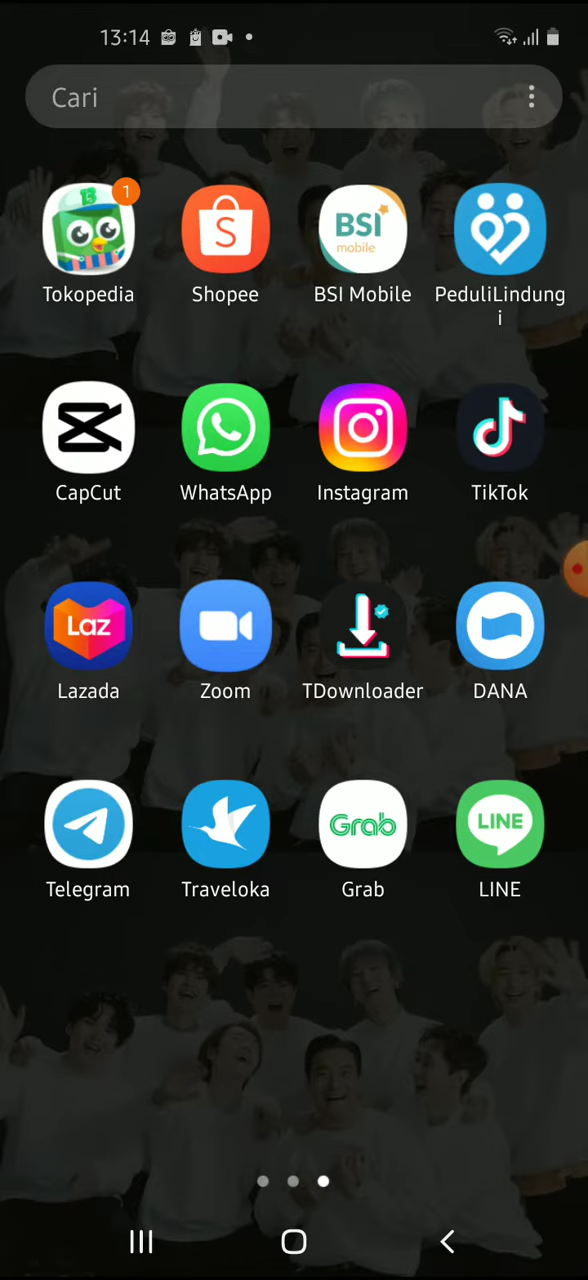 13:14
Cari
1
S
BSI
mobile
Tokopedia
Shopee
BSI Mobile
PeduliLindung
i
CapCut
WhatsApp
Instagram
TikTok
Laz
Lazada
Zoom
TDownloader
DANA
Grab
LINE
Telegram
Traveloka
Grab
LINE